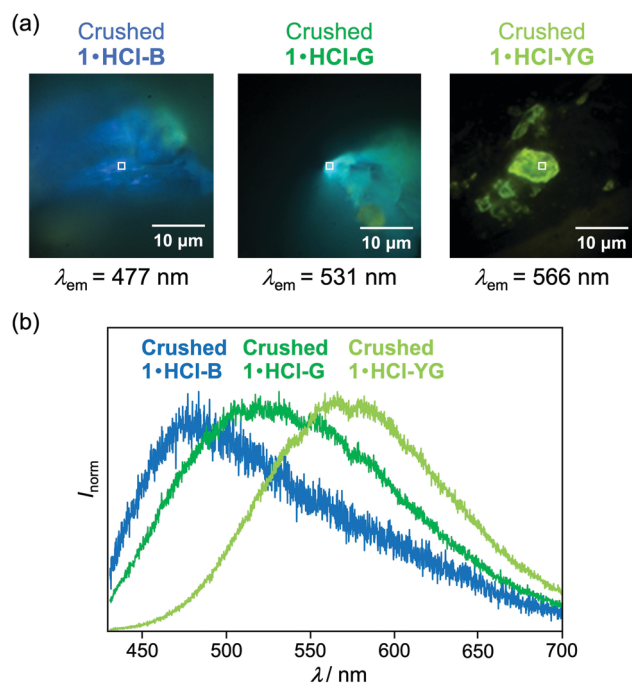 (a)
Crushed
1•HCl-B
Crushed
1•HCl-G
Crushed
1•HCl-YG
10 μm
10 μm
10 μm
λem = 477 nm
λem = 531 nm
λem = 566 nm
(b)
Crushed
1•HCl-B
Crushed
1•HCl-G
Crushed
1•HCl-YG
Inorm
450
500
550
600
650
700
λ/ nm